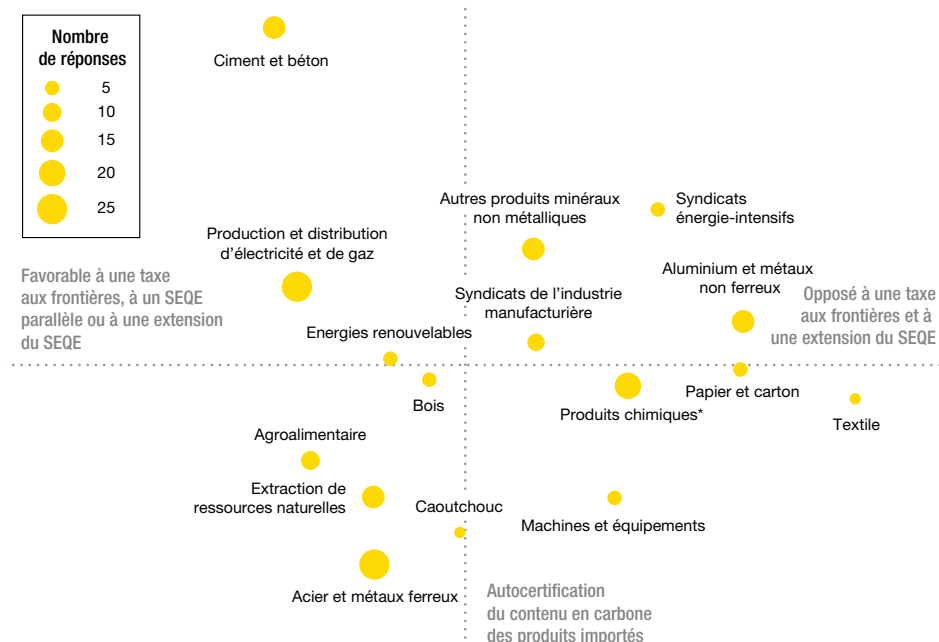 Nombre
de réponses
5
10
15
20
25
Ciment et béton
Autres produits minéraux
non métalliques
Syndicats
énergie-intensifs
Production et distribution
d’électricité et de gaz
Favorable à une taxe
aux frontières, à un SEQE
parallèle ou à une extension
du SEQE
Syndicats de l’industrie
manufacturière
Aluminium et métaux
non ferreux
Opposé à une taxe
aux frontières et à
une extension du SEQE
Energies renouvelables
Bois
Produits chimiques*
Papier et carton
Textile
Agroalimentaire
Extraction de
ressources naturelles
Caoutchouc
Machines et équipements
Acier et métaux ferreux
Autocertification
du contenu en carbone
des produits importés